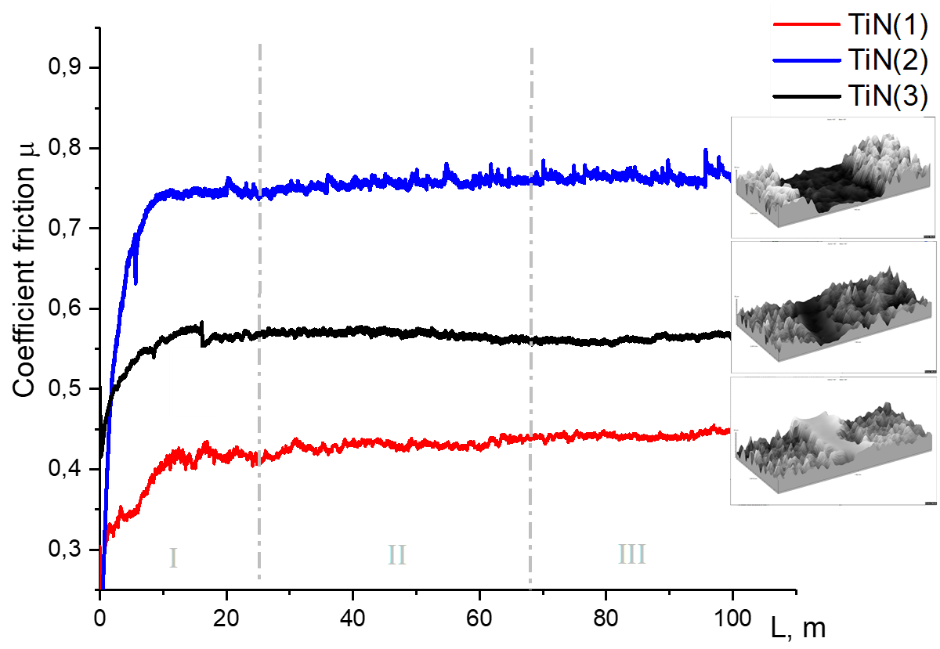 TiN(1)
TiN(2)
TiN(3)
Coefficient friction μ
0,9
0,8
0,7
0,6
0,5
0,4
0,3
I
II
III
0
20
40
60
80
100
L, m